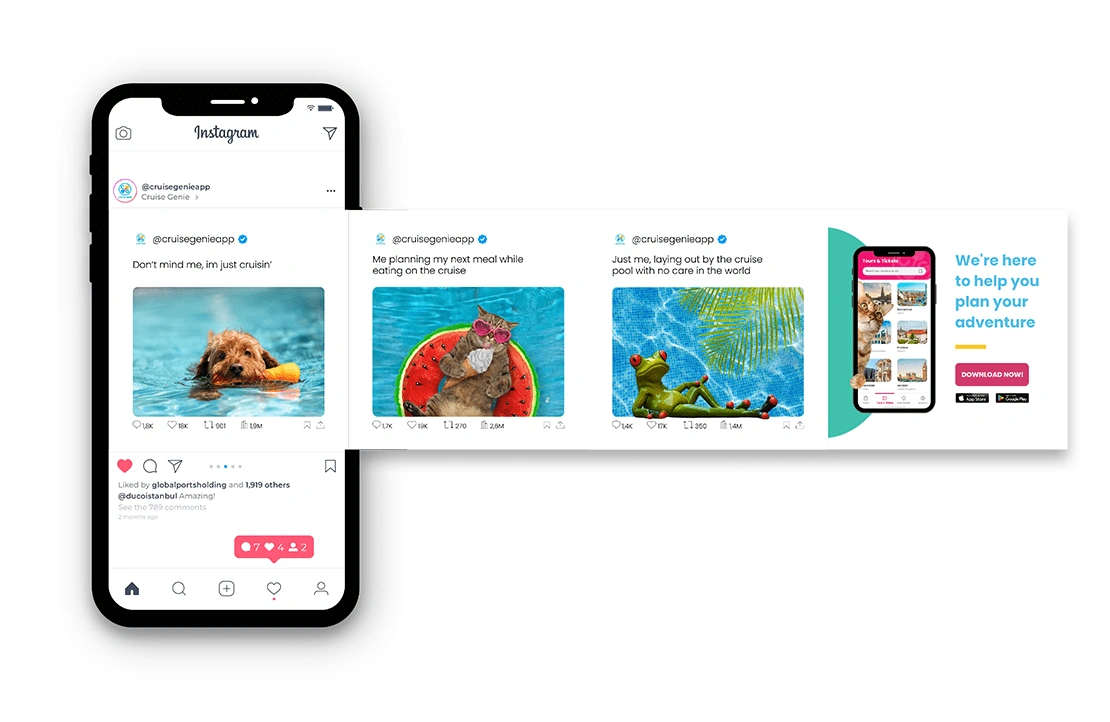 Instagram
@cruisegenieapp
Cruise Genie >
@cruisegenieapp
Don't mind me, im just cruisin'
1,8K 18K 901 1,9M
@cruisegenieapp
Me planning my next meal while
eating on the cruise
1,7K 19K 270 2,6M
@cruisegenieapp
Just me, laying out by the cruise
pool with no care in the world
1,4K 17K 350 1,4M
Tours & Tickets
We're here
to help you
plan your
adventure
DOWNLOAD NOW!
App Store
Google Play
Liked by globalportsholding and 1,919 others
@ducoistanbul Amazing!
See the 789 comments
2 months ago
7 4 2